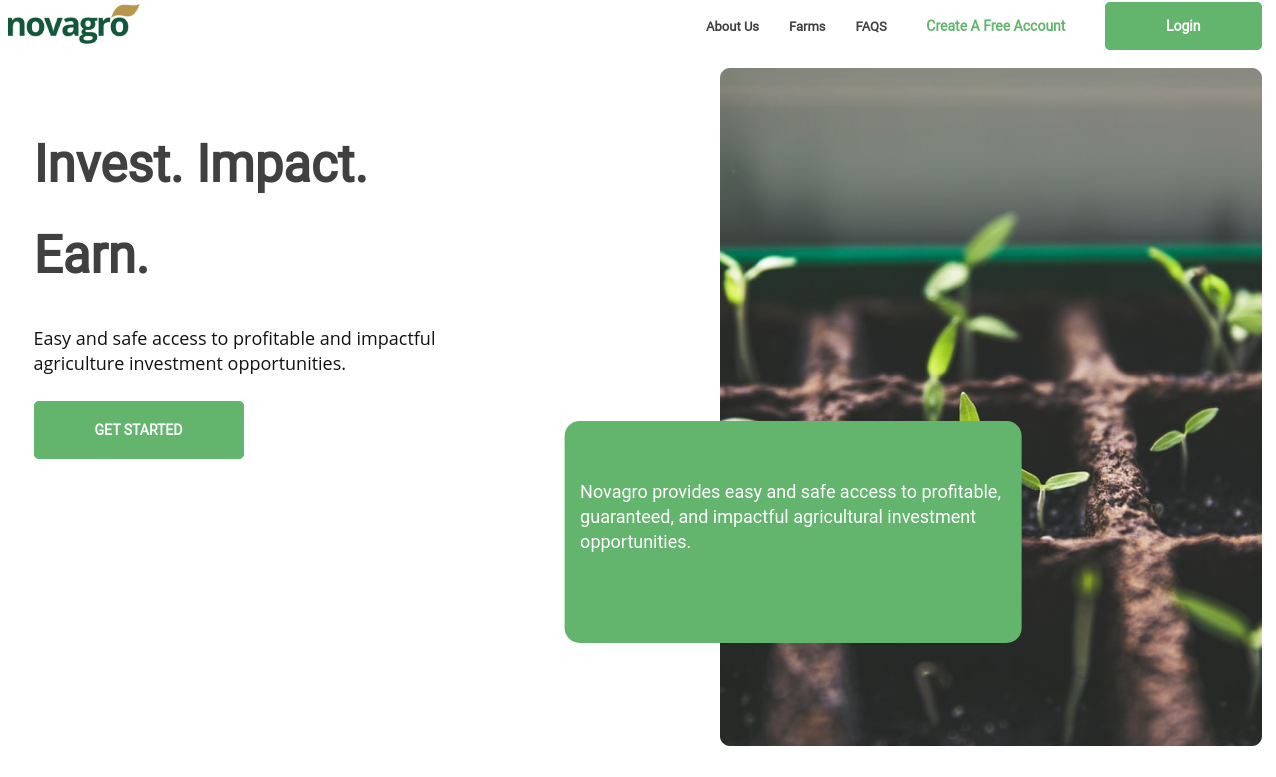 novagro
About Us
Farms
FAQS
Create A Free Account
Login
Invest. Impact.
Earn.
Easy and safe access to profitable and impactful
agriculture investment opportunities.
GET STARTED
Novagro provides easy and safe access to profitable,
guaranteed, and impactful agricultural investment
opportunities.